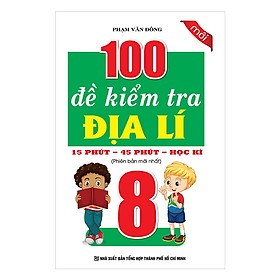 PHẠM VĂN ĐÔNG
mới
100
đề kiểm tra
ĐỊA LÍ
15 PHÚT - 45 PHÚT - HỌC KÌ
(Phiên bản mới nhất)
8
NHÀ XUẤT BẢN TỔNG HỢP THÀNH PHỐ HỒ CHÍ MINH